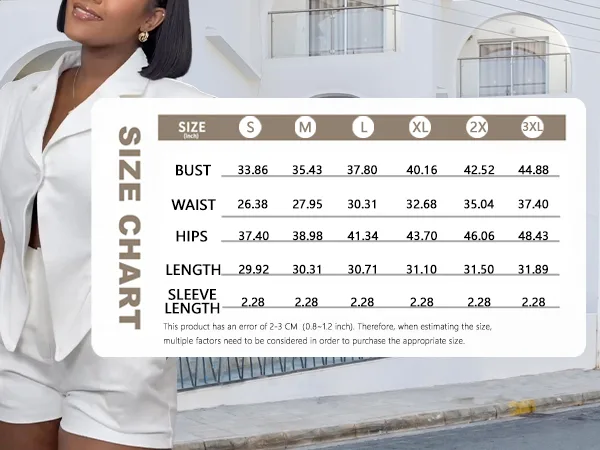 SIZE CHART
SIZE S M L XL 2X 3XL
(inch)
BUST 33.86 35.43 37.80 40.16 42.52 44.88
WAIST 26.38 27.95 30.31 32.68 35.04 37.40
HIPS 37.40 38.98 41.34 43.70 46.06 48.43
LENGTH 29.92 30.31 30.71 31.10 31.50 31.89
SLEEVE
LENGTH 2.28 2.28 2.28 2.28 2.28 2.28
This product has an error of 2-3 CM (0.8~1.2 inch). Therefore, when estimating the size,
multiple factors need to be considered in order to purchase the appropriate size.